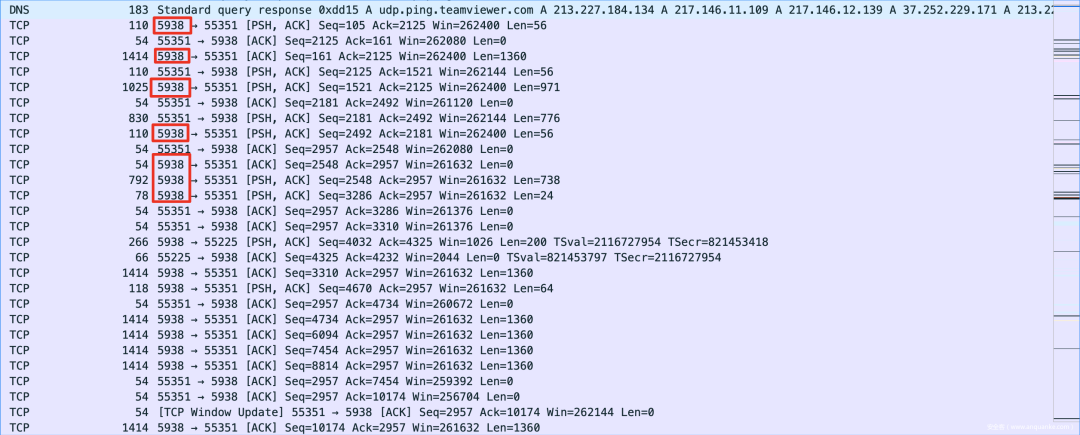 DNS 183 Standard query response 0xdd15 A udp.ping.teamviewer.com A 213.227.184.134 A 217.146.11.109 A 217.146.12.139 A 37.252.229.171 A 213.22
TCP 110 5938 → 55351 [PSH, ACK] Seq=105 Ack=2125 Win=262400 Len=56
TCP 54 55351 → 5938 [ACK] Seq=2125 Ack=161 Win=262080 Len=0
TCP 1414 5938 → 55351 [ACK] Seq=161 Ack=2125 Win=262400 Len=1360
TCP 110 55351 → 5938 [PSH, ACK] Seq=2125 Ack=1521 Win=262144 Len=56
TCP 1025 5938 → 55351 [PSH, ACK] Seq=1521 Ack=2125 Win=262400 Len=971
TCP 54 55351 → 5938 [ACK] Seq=2181 Ack=2492 Win=261120 Len=0
TCP 830 55351 → 5938 [PSH, ACK] Seq=2181 Ack=2492 Win=262144 Len=776
TCP 110 5938 → 55351 [PSH, ACK] Seq=2492 Ack=2181 Win=262400 Len=56
TCP 54 55351 → 5938 [ACK] Seq=2957 Ack=2548 Win=262080 Len=0
TCP 54 5938 → 55351 [ACK] Seq=2548 Ack=2957 Win=261632 Len=0
TCP 792 5938 → 55351 [PSH, ACK] Seq=2548 Ack=2957 Win=261632 Len=738
TCP 78 5938 → 55351 [PSH, ACK] Seq=3286 Ack=2957 Win=261632 Len=24
TCP 54 55351 → 5938 [ACK] Seq=2957 Ack=3286 Win=261376 Len=0
TCP 54 55351 → 5938 [ACK] Seq=2957 Ack=3310 Win=261376 Len=0
TCP 266 5938 → 55225 [PSH, ACK] Seq=4032 Ack=4325 Win=1026 Len=200 TSval=2116727954 TSecr=821453418
TCP 66 55225 → 5938 [ACK] Seq=4325 Ack=4232 Win=2044 Len=0 TSval=821453797 TSecr=2116727954
TCP 1414 5938 → 55351 [ACK] Seq=3310 Ack=2957 Win=261632 Len=1360
TCP 118 5938 → 55351 [PSH, ACK] Seq=4670 Ack=2957 Win=261632 Len=64
TCP 54 55351 → 5938 [ACK] Seq=2957 Ack=4734 Win=260672 Len=0
TCP 1414 5938 → 55351 [ACK] Seq=4734 Ack=2957 Win=261632 Len=1360
TCP 1414 5938 → 55351 [ACK] Seq=6094 Ack=2957 Win=261632 Len=1360
TCP 1414 5938 → 55351 [ACK] Seq=7454 Ack=2957 Win=261632 Len=1360
TCP 1414 5938 → 55351 [ACK] Seq=8814 Ack=2957 Win=261632 Len=1360
TCP 54 55351 → 5938 [ACK] Seq=2957 Ack=7454 Win=259392 Len=0
TCP 54 55351 → 5938 [ACK] Seq=2957 Ack=10174 Win=256704 Len=0
TCP 54 [TCP Window Update] 55351 → 5938 [ACK] Seq=2957 Ack=10174 Win=262144 Len=0
TCP 1414 5938 → 55351 [ACK] Seq=10174 Ack=2957 Win=261632 Len=1360